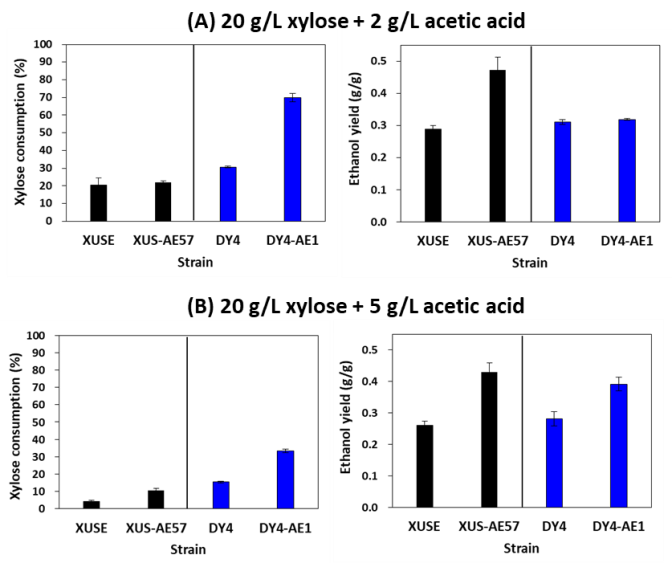 (A) 20 g/L xylose + 2 g/L acetic acid
Xylose consumption (%)
100
90
80
70
60
50
40
30
20
10
0
XUSE XUS-AE57 DY4 DY4-AE1
Strain
Ethanol yield (g/g)
0.5
0.4
0.3
0.2
0.1
0.0
XUSE XUS-AE57 DY4 DY4-AE1
Strain
(B) 20 g/L xylose + 5 g/L acetic acid
Xylose consumption (%)
100
90
80
70
60
50
40
30
20
10
0
XUSE XUS-AE57 DY4 DY4-AE1
Strain
Ethanol yield (g/g)
0.5
0.4
0.3
0.2
0.1
0.0
XUSE XUS-AE57 DY4 DY4-AE1
Strain